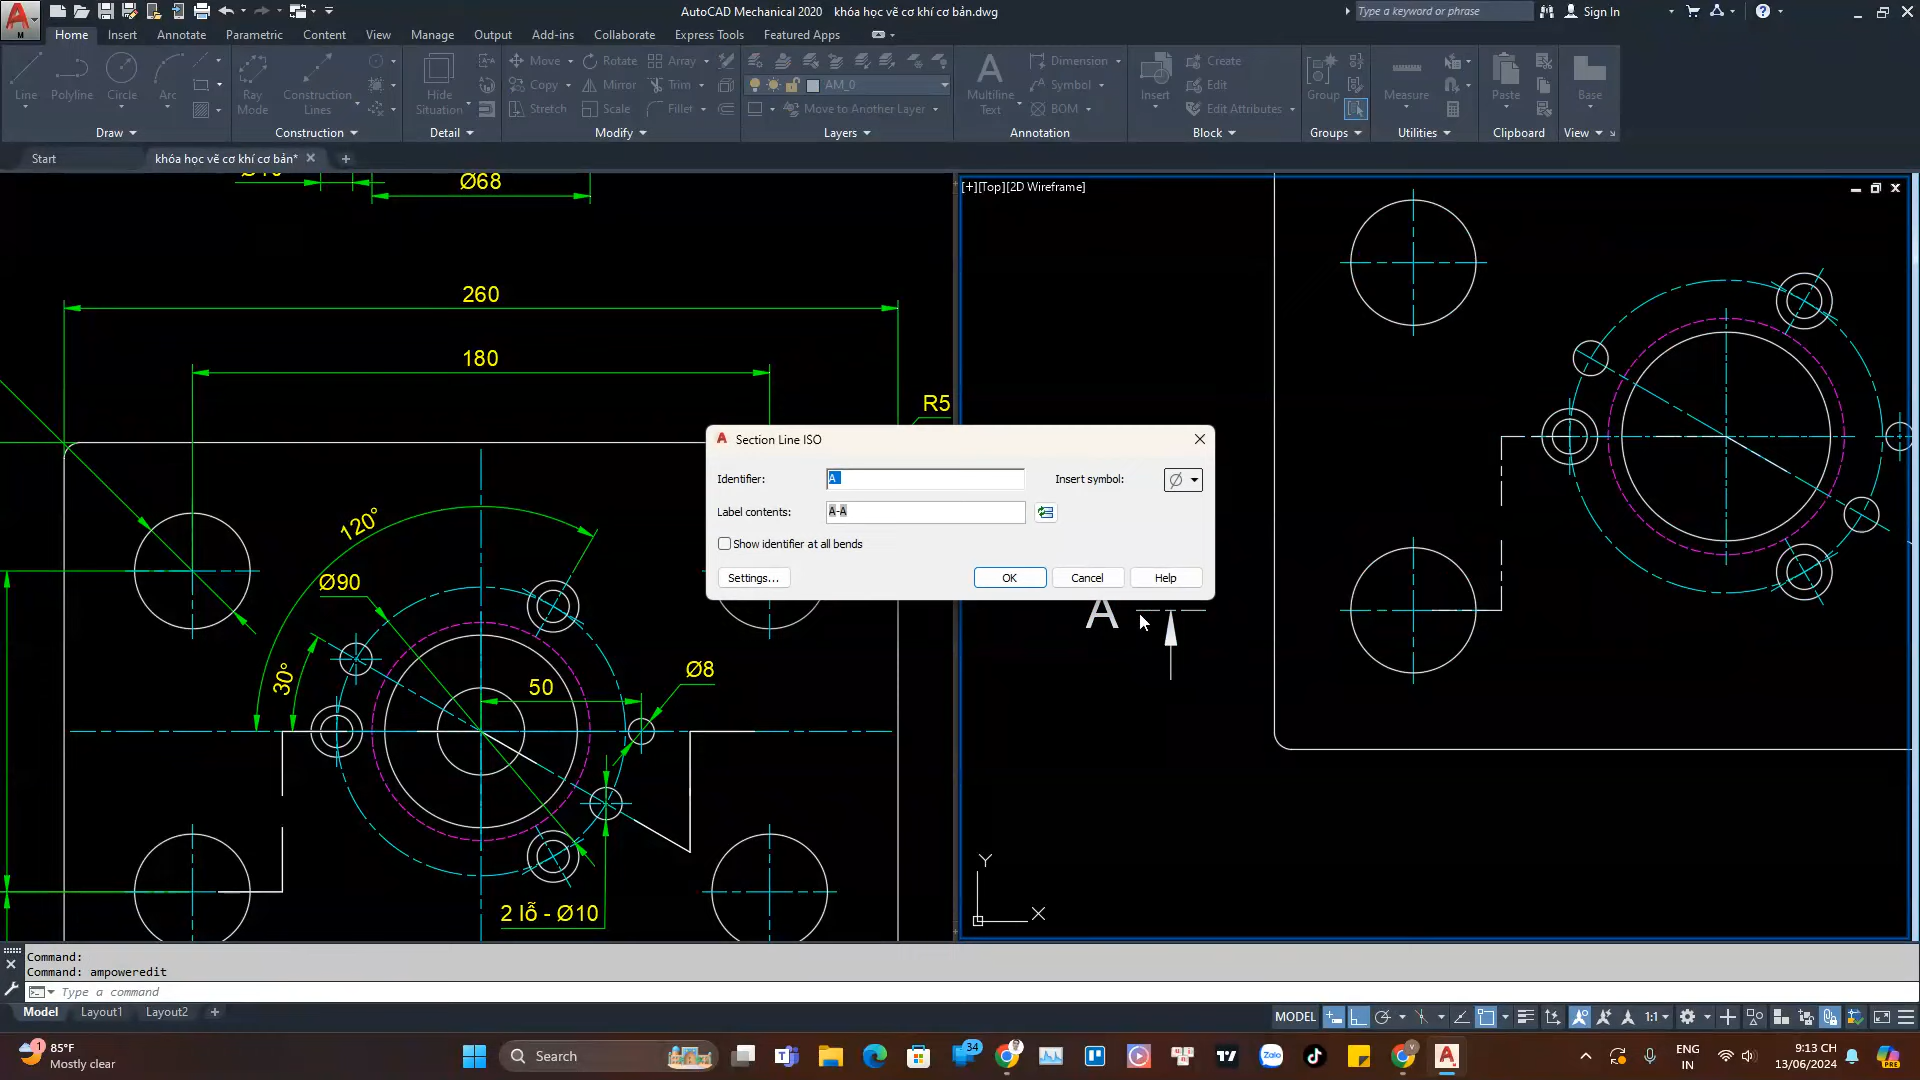 AutoCAD Mechanical 2020 khóa học vẽ cơ khí cơ bản.dwg
Type a keyword or phrase
Sign In
M
Home Insert Annotate Parametric Content View Manage Output Add-ins Collaborate Express Tools Featured Apps
Line Polyline Circle Arc
Draw
Ray Mode
Construction Lines
Construction
Hide Situation
Detail
Move Rotate Array
Copy Mirror Trim
Stretch Scale Fillet
Modify
AM_0
Move to Another Layer
Layers
Multiline Text
Dimension
Symbol
BOM
Annotation
Insert
Create
Edit
Edit Attributes
Block
Group
Groups
Measure
Utilities
Paste
Clipboard
Base
View
Start
khóa học vẽ cơ khí cơ bản*
Ø68
260
180
R5
120°
Ø90
30°
50
Ø8
2 lỗ - Ø10
[+][Top][2D Wireframe]
A
Y
X
Section Line ISO
Identifier: A
Insert symbol:
Label contents: A-A
Show identifier at all bends
Settings...
OK
Cancel
Help
Command:
Command: ampoweredit
Type a command
Model Layout1 Layout2
MODEL
1:1
1
85°F
Mostly clear
Search
34
Zalo
ENG
IN
9:13 CH
13/06/2024
PRE